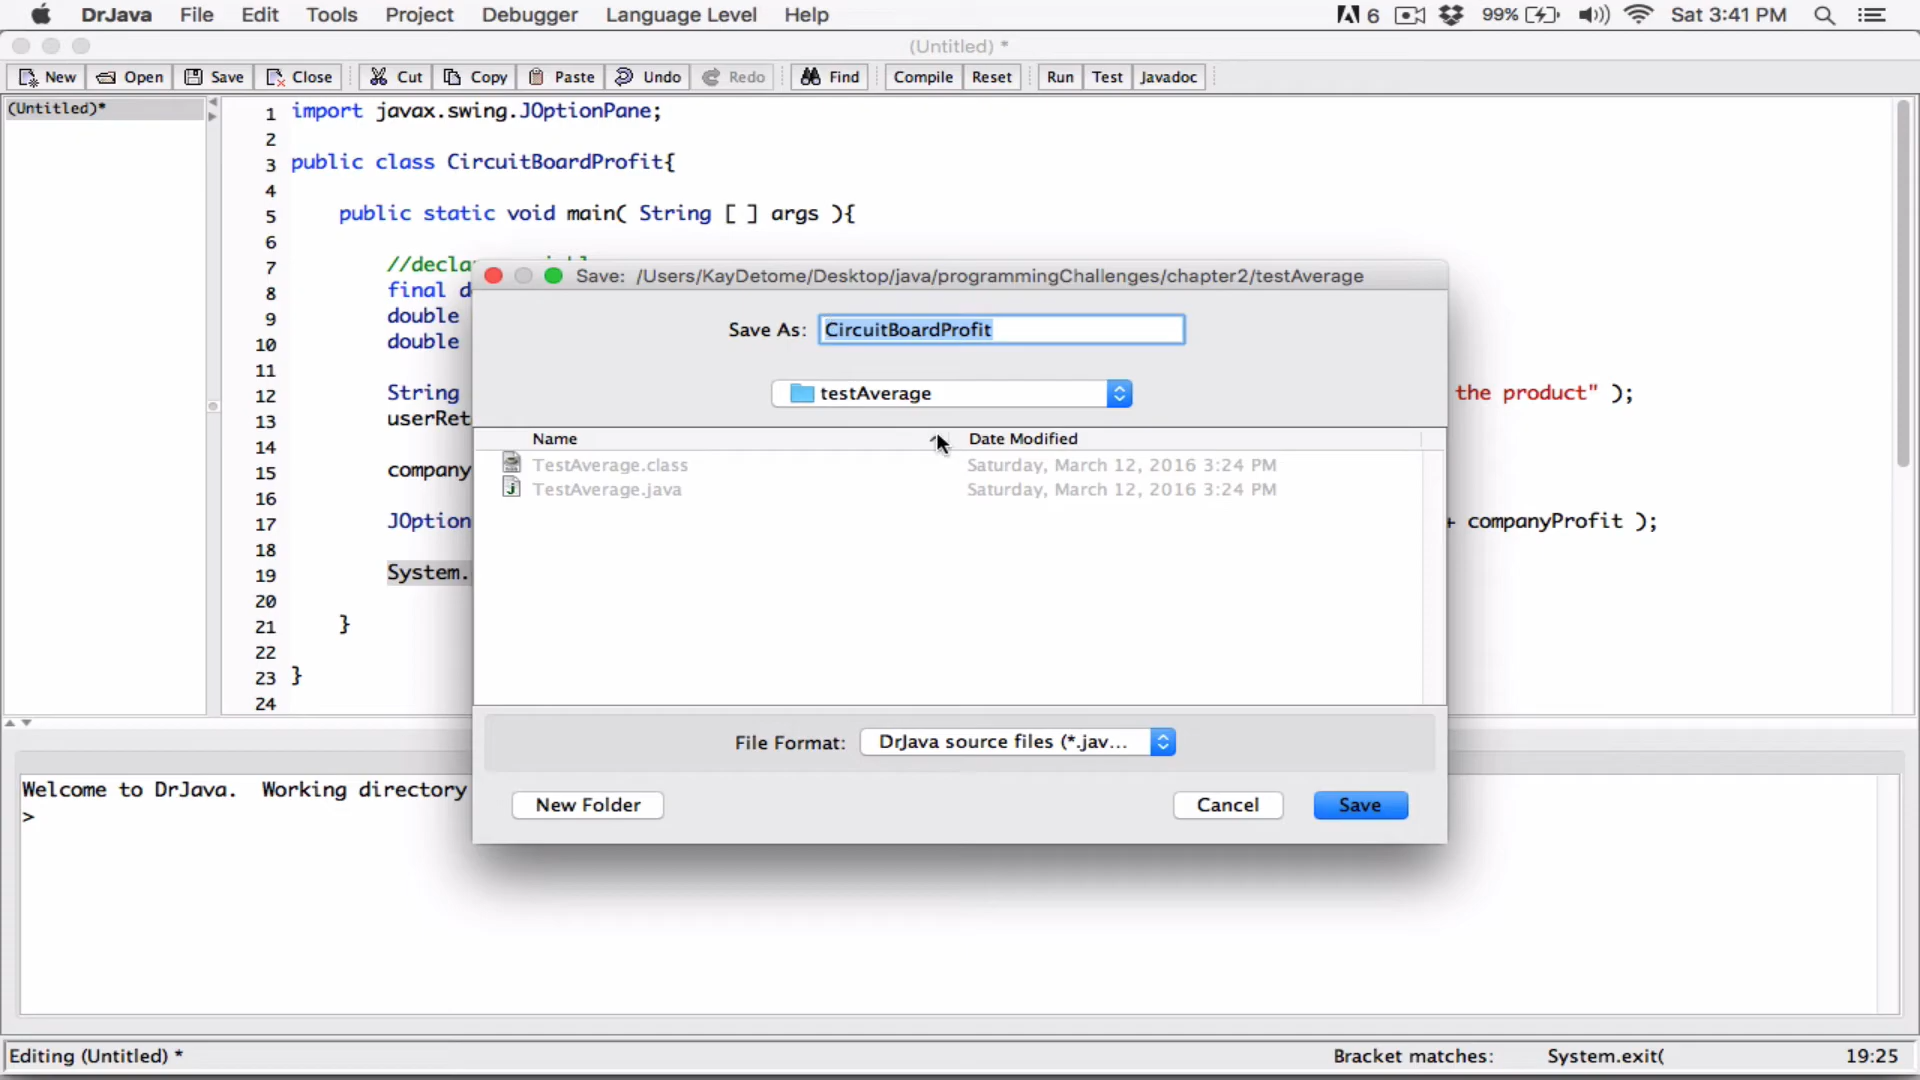 DrJava File Edit Tools Project Debugger Language Level Help 6 99% Sat 3:41 PM
(Untitled) *
New Open Save Close Cut Copy Paste Undo Redo Find Compile Reset Run Test Javadoc
(Untitled)*
1 import javax.swing.JOptionPane;
2
3 public class CircuitBoardProfit{
4
5 public static void main( String [ ] args ){
6
7 //decla
8 final d
9 double
10 double
11
12 String the product" );
13 userRet
14
15 company
16
17 JOption + companyProfit );
18
19 System.
20
21 }
22
23 }
24
Save: /Users/KayDetome/Desktop/java/programmingChallenges/chapter2/testAverage
Save As: CircuitBoardProfit
testAverage
Name Date Modified
TestAverage.class Saturday, March 12, 2016 3:24 PM
TestAverage.java Saturday, March 12, 2016 3:24 PM
File Format: DrJava source files (*.jav...
New Folder Cancel Save
Welcome to DrJava. Working directory
>
Editing (Untitled) * Bracket matches: System.exit( 19:25